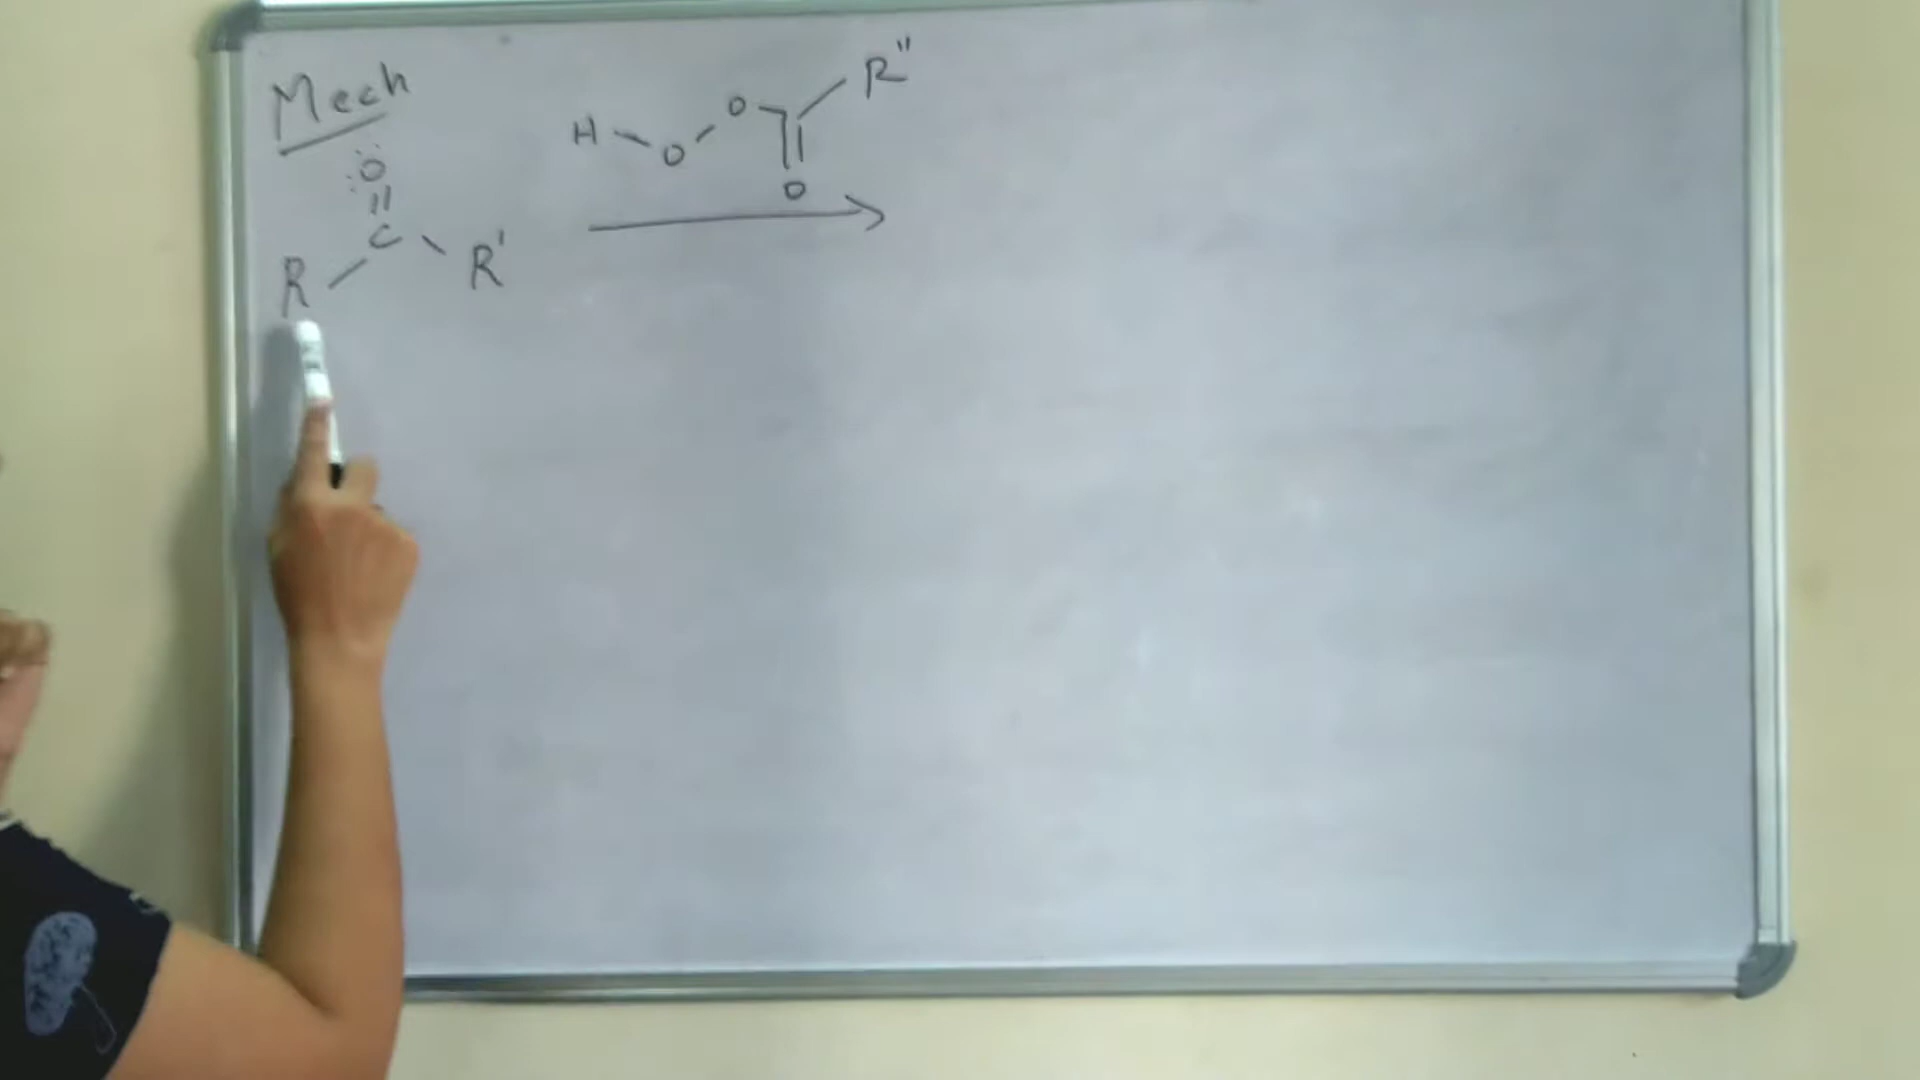 Mech
R''
H - O - O
:Ö
O
||
C
R
R'